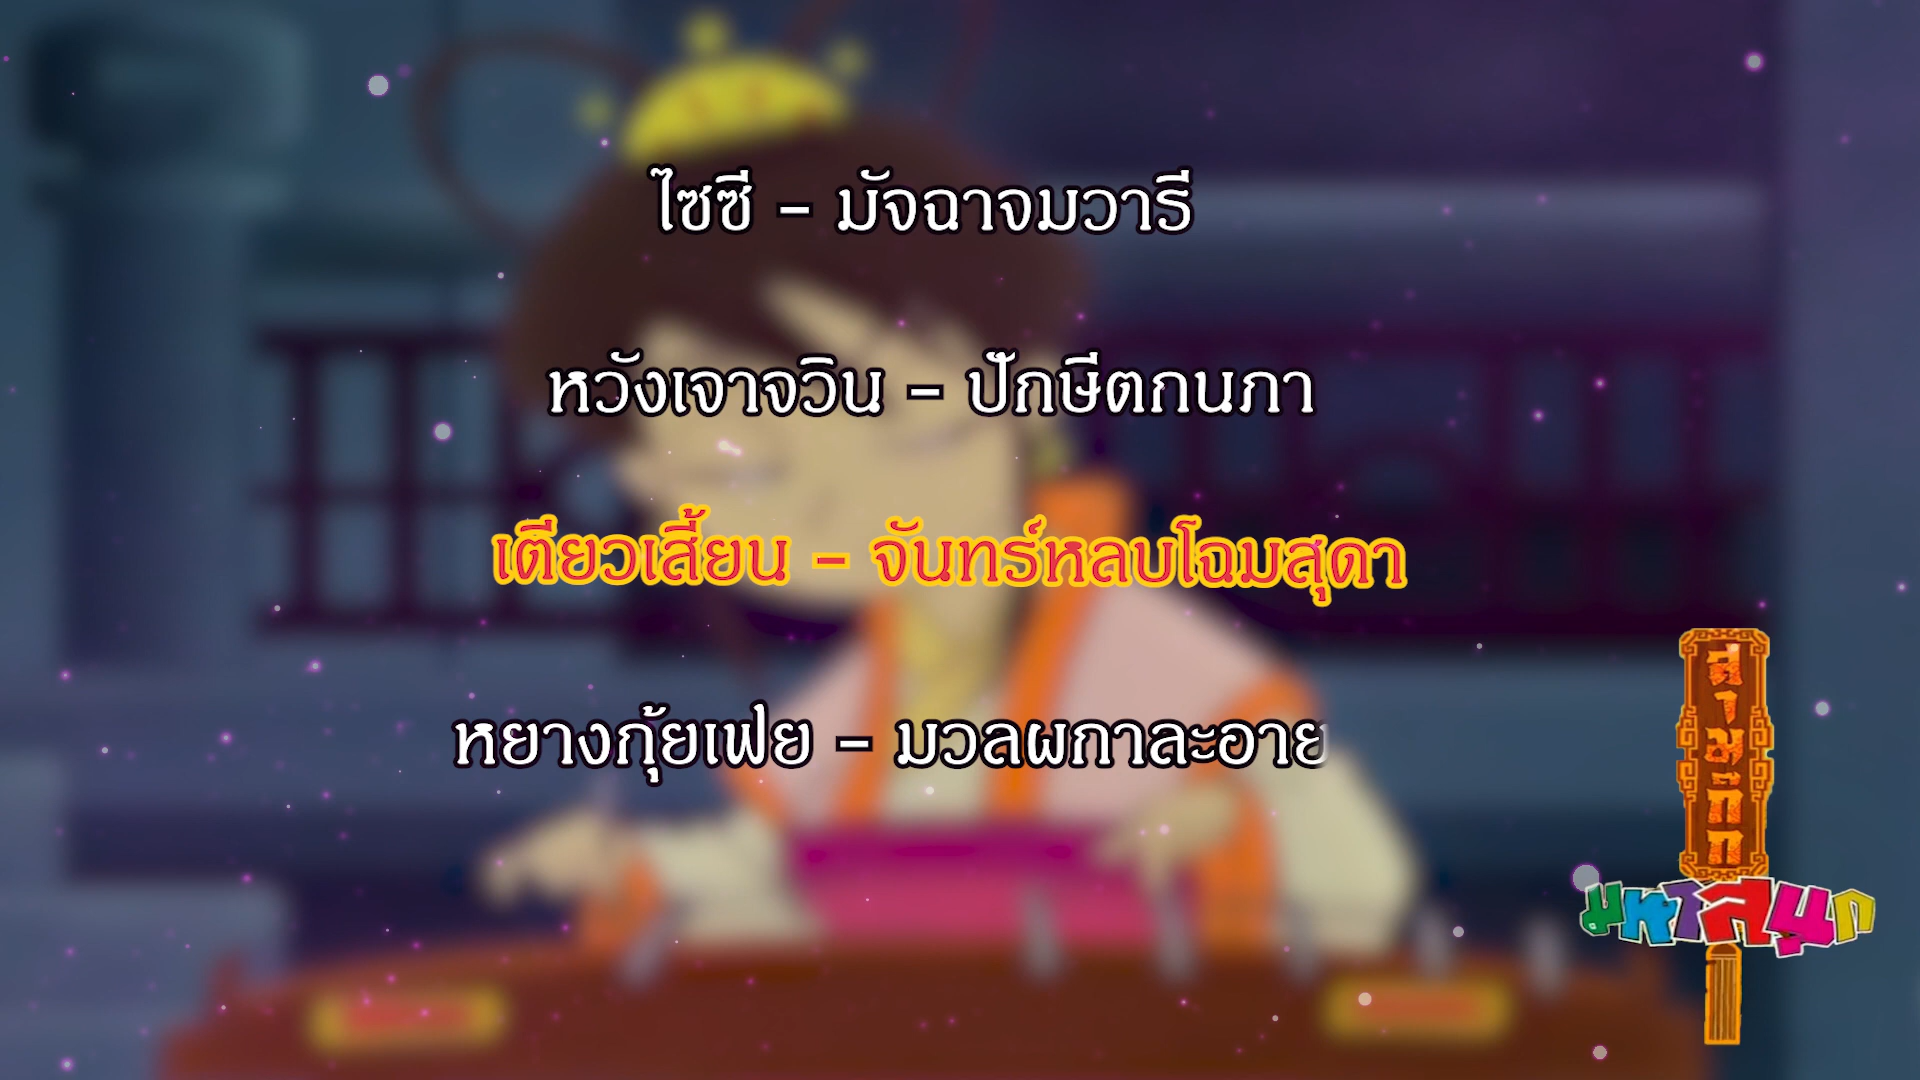 ไซซี - มัจฉาจมวารี
หวังเจาจวิน - ปักษีตกนภา
เตียวเสี้ยน - จันทร์หลบโฉมสุดา
หยางกุ้ยเฟย - มวลผกาละอาย
สามก๊ก
มหาสนุก